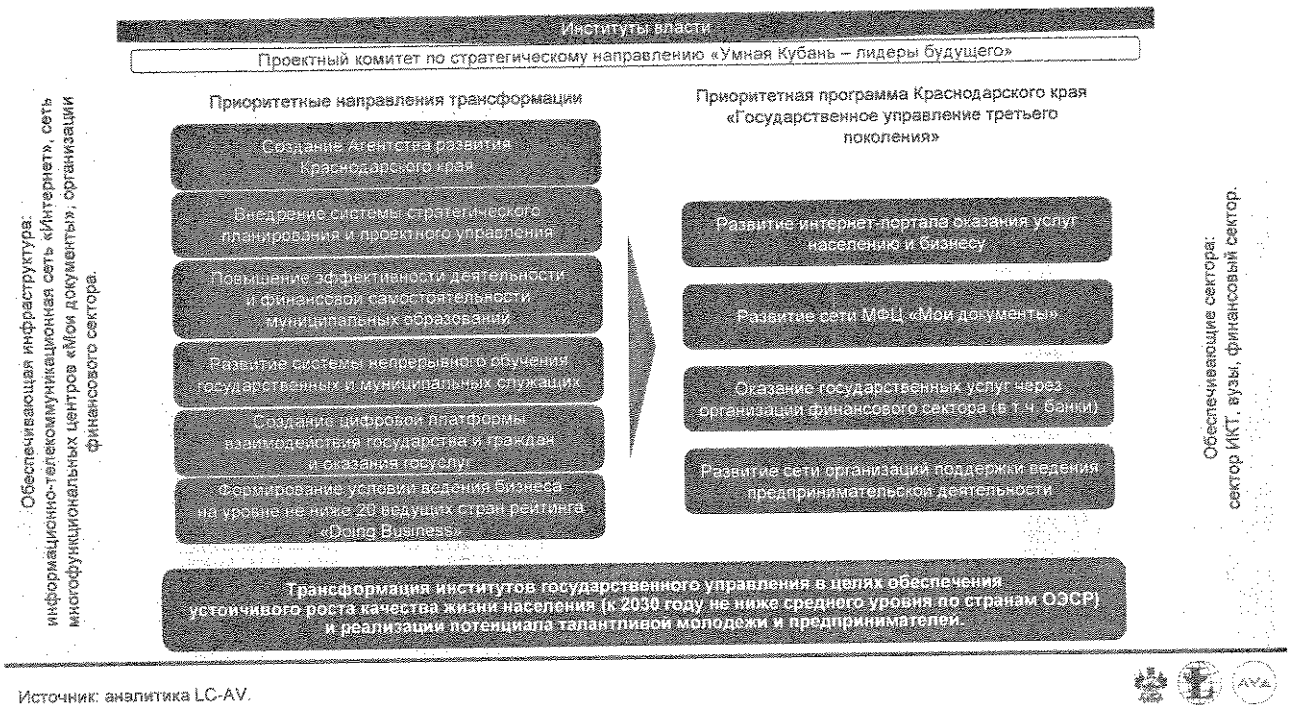 Институты власти
Проектный комитет по стратегическому направлению «Умная Кубань – лидеры будущего»
Обеспечивающая инфраструктура:
информационно-телекоммуникационная сеть «Интернет», сеть
многофункциональных центров «Мои документы», организации
финансового сектора.
Приоритетные направления трансформации
Создание Агентства развития
Краснодарского края
Внедрение системы стратегического
планирования и проектного управления
Повышение эффективности деятельности
и финансовой самостоятельности
муниципальных образований
Развитие системы непрерывного обучения
государственных и муниципальных служащих
Создание цифровой платформы
взаимодействия государства и граждан
и оказания госуслуг
Формирование условий ведения бизнеса
на уровне не ниже 20 ведущих стран рейтинга
«Doing Business»
Приоритетная программа Краснодарского края
«Государственное управление третьего
поколения»
Развитие интернет-портала оказания услуг
населению и бизнесу
Развитие сети МФЦ «Мои документы»
Оказание государственных услуг через
организации финансового сектора (в т.ч. банки)
Развитие сети организаций поддержки ведения
предпринимательской деятельности
Обеспечивающие сектора:
сектор ИКТ, вузы, финансовый сектор.
Трансформация институтов государственного управления в целях обеспечения
устойчивого роста качества жизни населения (к 2030 году не ниже среднего уровня по странам ОЭСР)
и реализации потенциала талантливой молодежи и предпринимателей.
Источник: аналитика LC-AV.
L
AVA